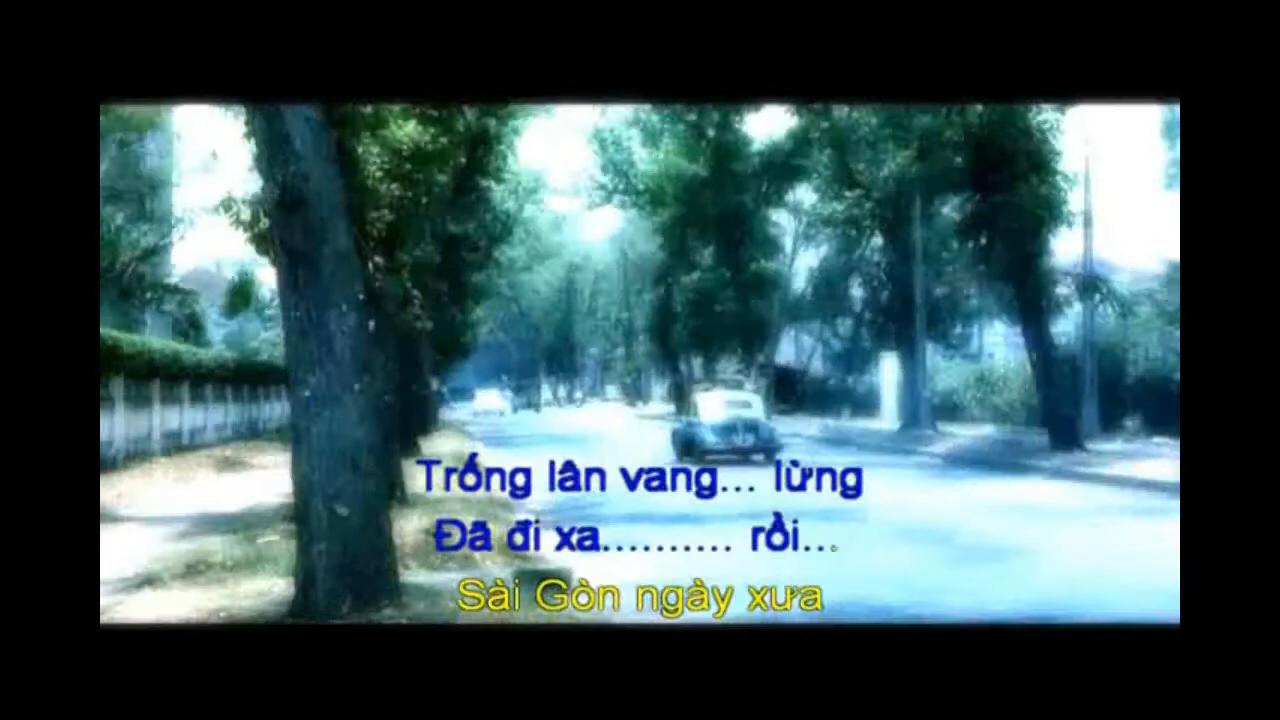 Trống lân vang... lừng
Đã đi xa.......... rồi...
Sài Gòn ngày xưa